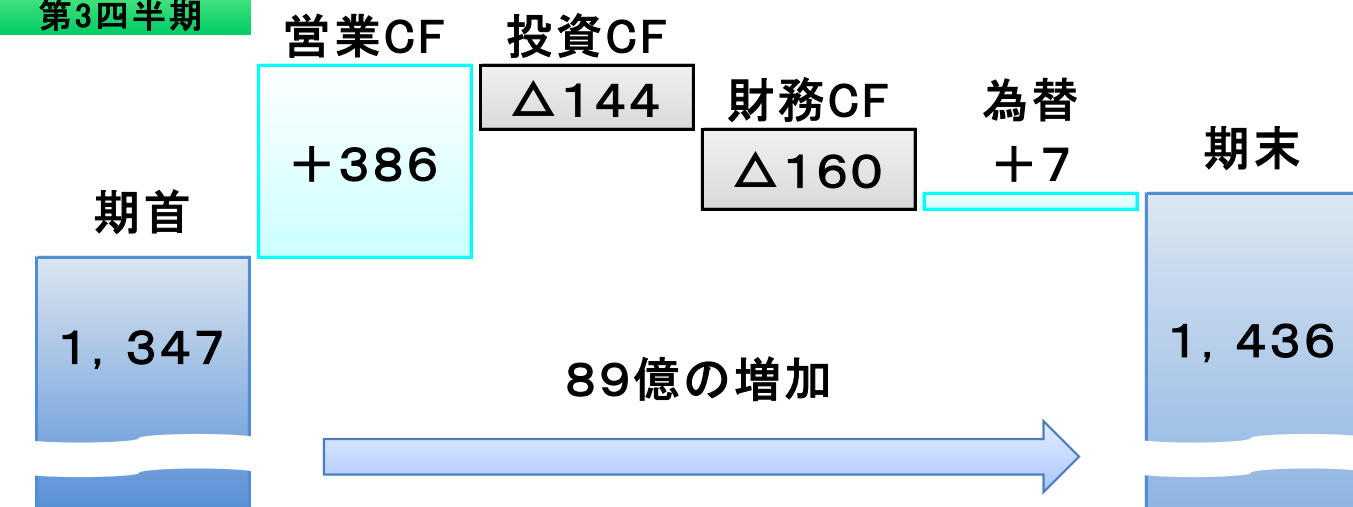 第3四半期
営業CF
+386
投資CF
△144
財務CF
△160
為替
+7
期首
1,347
期末
1,436
89億の増加